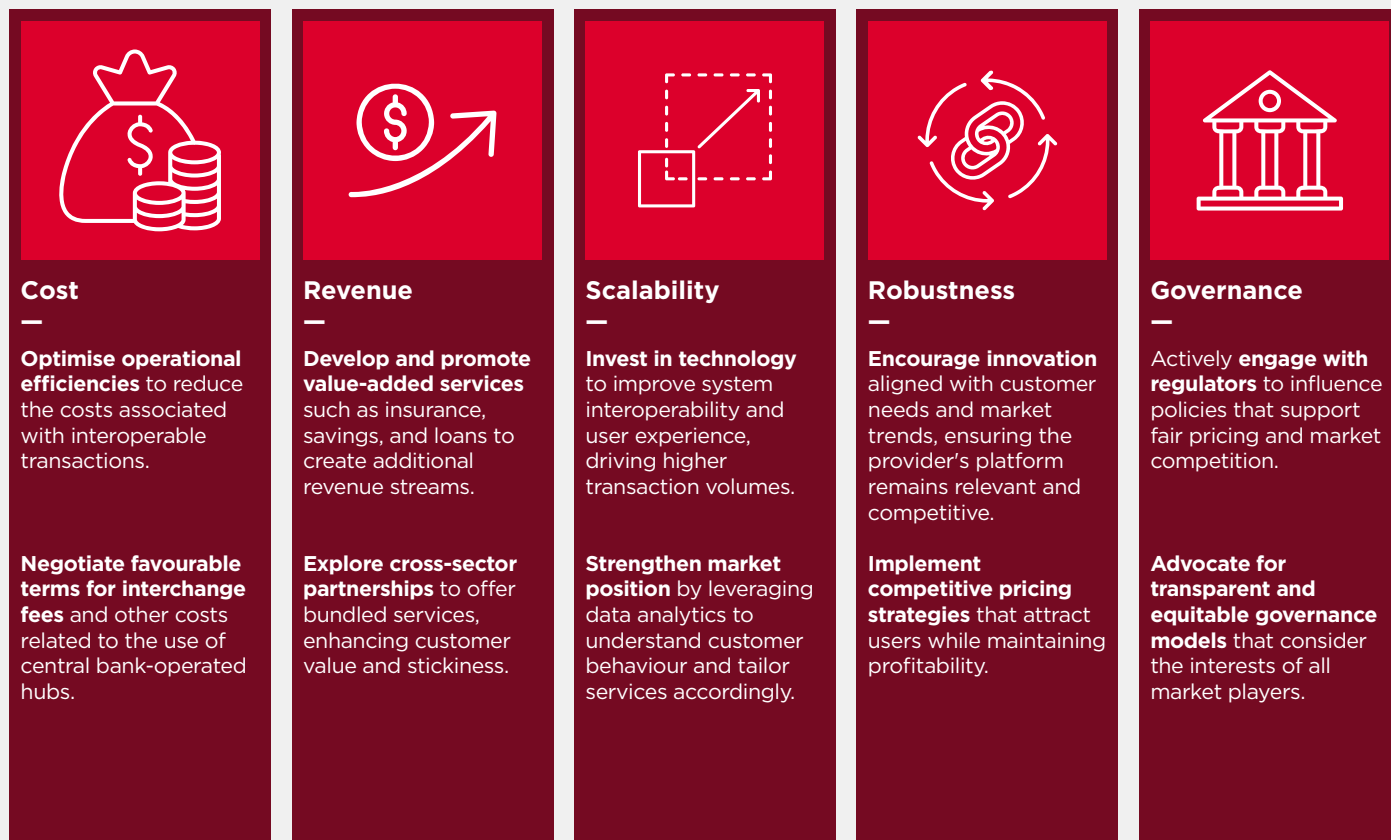 Cost
Optimise operational
efficiencies to reduce
the costs associated
with interoperable
transactions.
Negotiate favourable
terms for interchange
fees and other costs
related to the use of
central bank-operated
hubs.
Revenue
Develop and promote
value-added services
such as insurance,
savings, and loans to
create additional
revenue streams.
Explore cross-sector
partnerships to offer
bundled services,
enhancing customer
value and stickiness.
Scalability
Invest in technology
to improve system
interoperability and
user experience,
driving higher
transaction volumes.
Strengthen market
position by leveraging
data analytics to
understand customer
behaviour and tailor
services accordingly.
Robustness
Encourage innovation
aligned with customer
needs and market
trends, ensuring the
provider's platform
remains relevant and
competitive.
Implement
competitive pricing
strategies that attract
users while maintaining
profitability.
Governance
Actively engage with
regulators to influence
policies that support
fair pricing and market
competition.
Advocate for
transparent and
equitable governance
models that consider
the interests of all
market players.